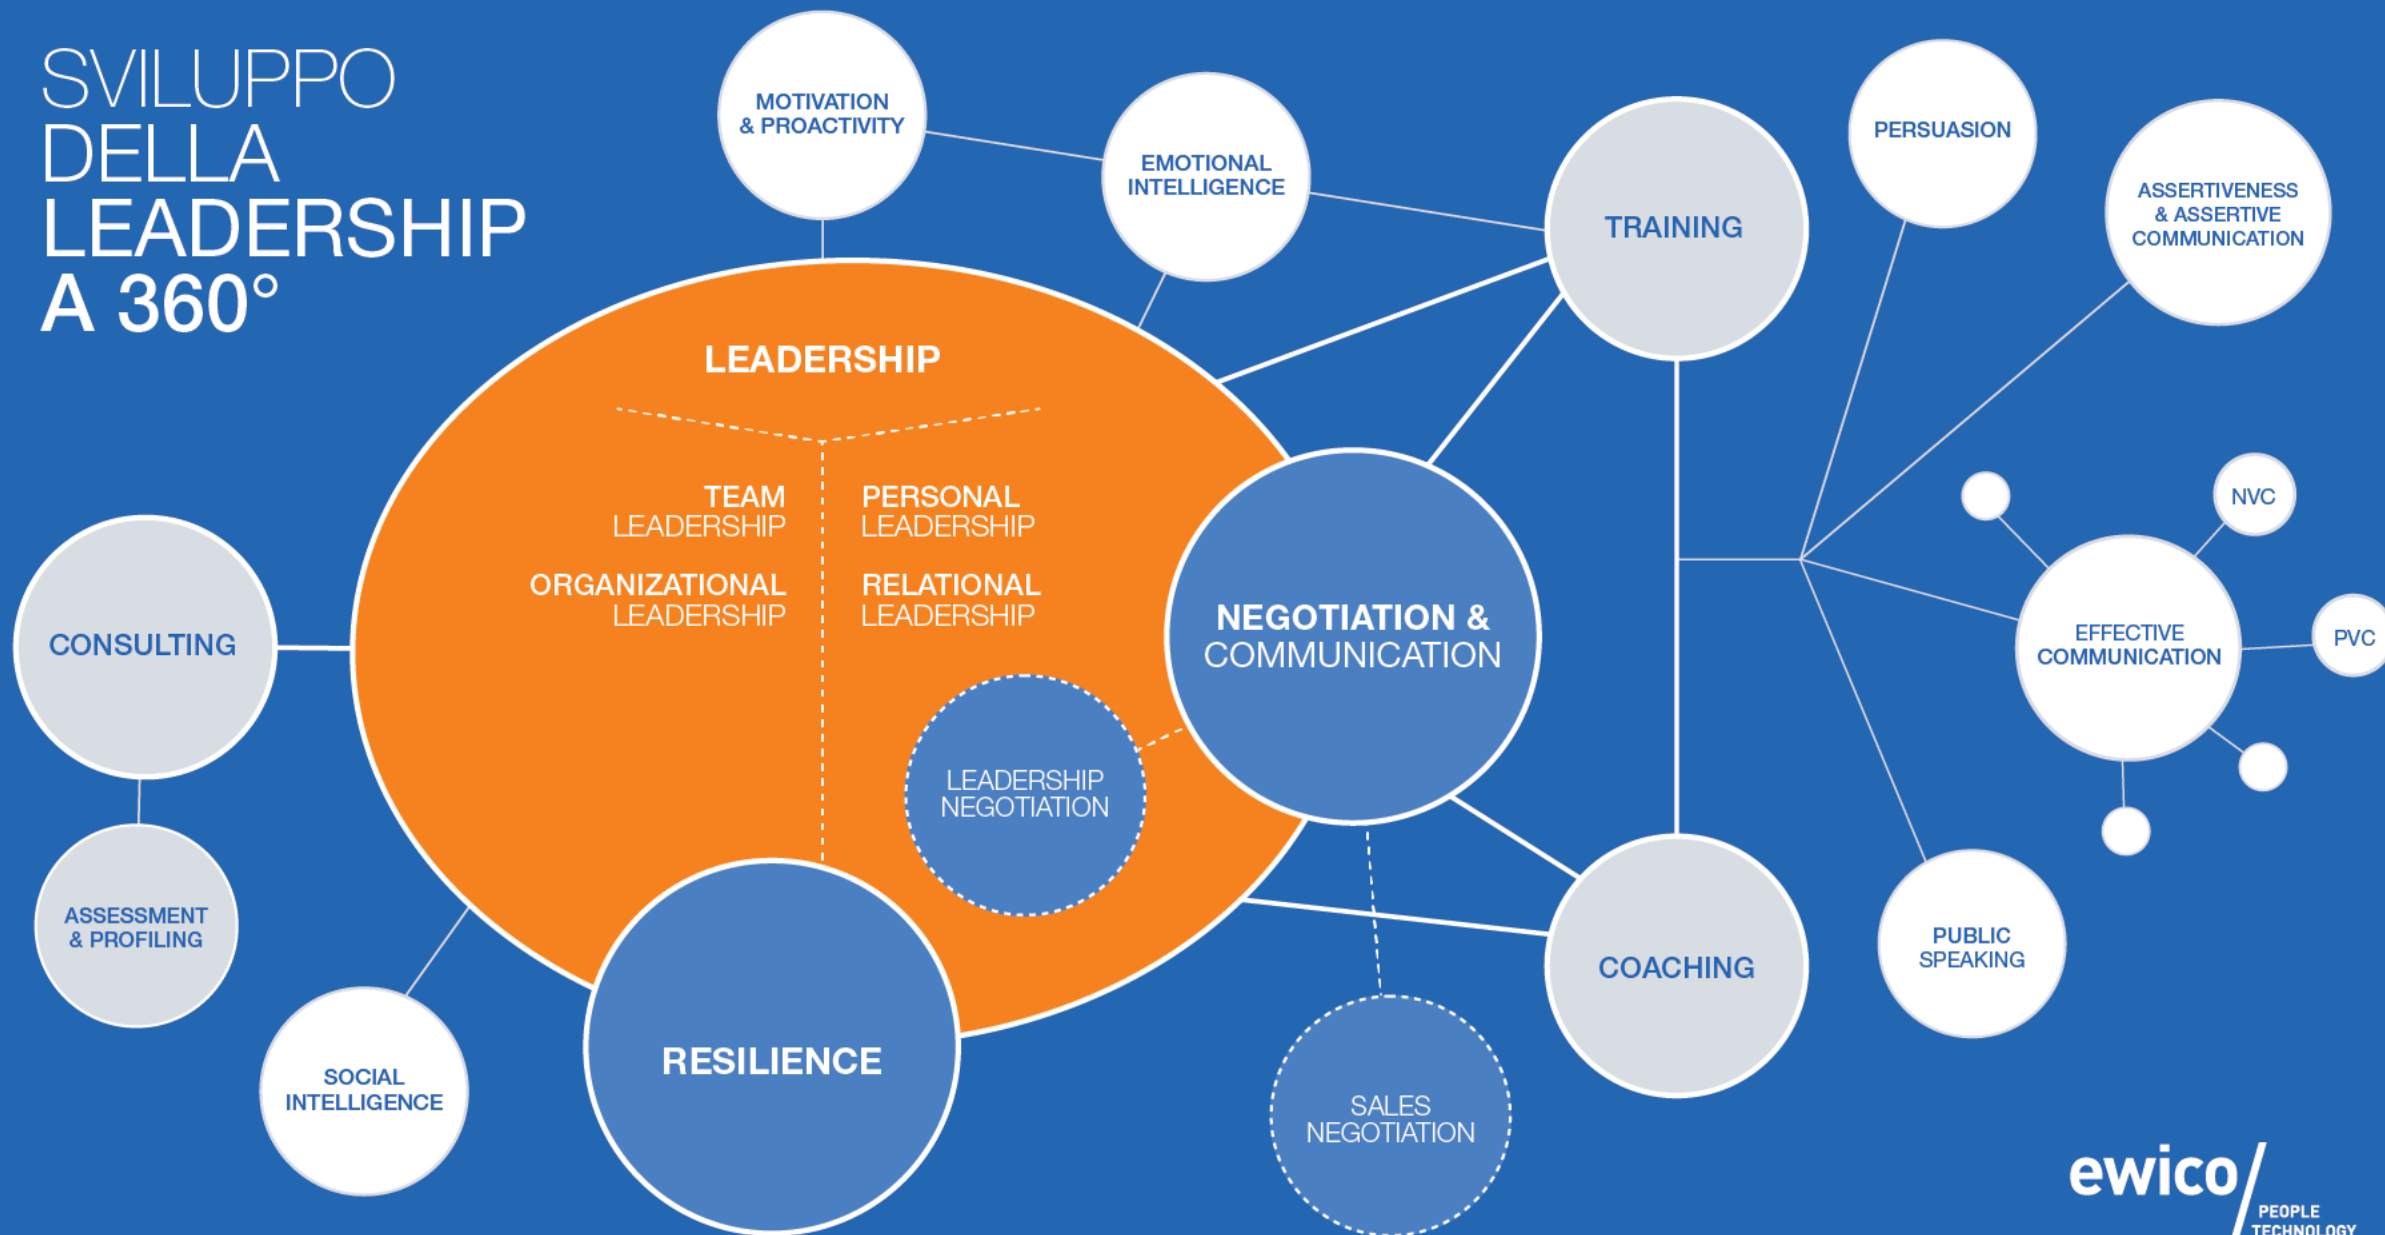 SVILUPPO
DELLA
LEADERSHIP
A 360°
MOTIVATION
& PROACTIVITY
EMOTIONAL
INTELLIGENCE
TRAINING
PERSUASION
ASSERTIVENESS
& ASSERTIVE
COMMUNICATION
LEADERSHIP
TEAM
LEADERSHIP
PERSONAL
LEADERSHIP
ORGANIZATIONAL
LEADERSHIP
RELATIONAL
LEADERSHIP
NEGOTIATION &
COMMUNICATION
LEADERSHIP
NEGOTIATION
CONSULTING
ASSESSMENT
& PROFILING
SOCIAL
INTELLIGENCE
RESILIENCE
SALES
NEGOTIATION
COACHING
NVC
EFFECTIVE
COMMUNICATION
PVC
PUBLIC
SPEAKING
ewico/
PEOPLE
TECHNOLOGY